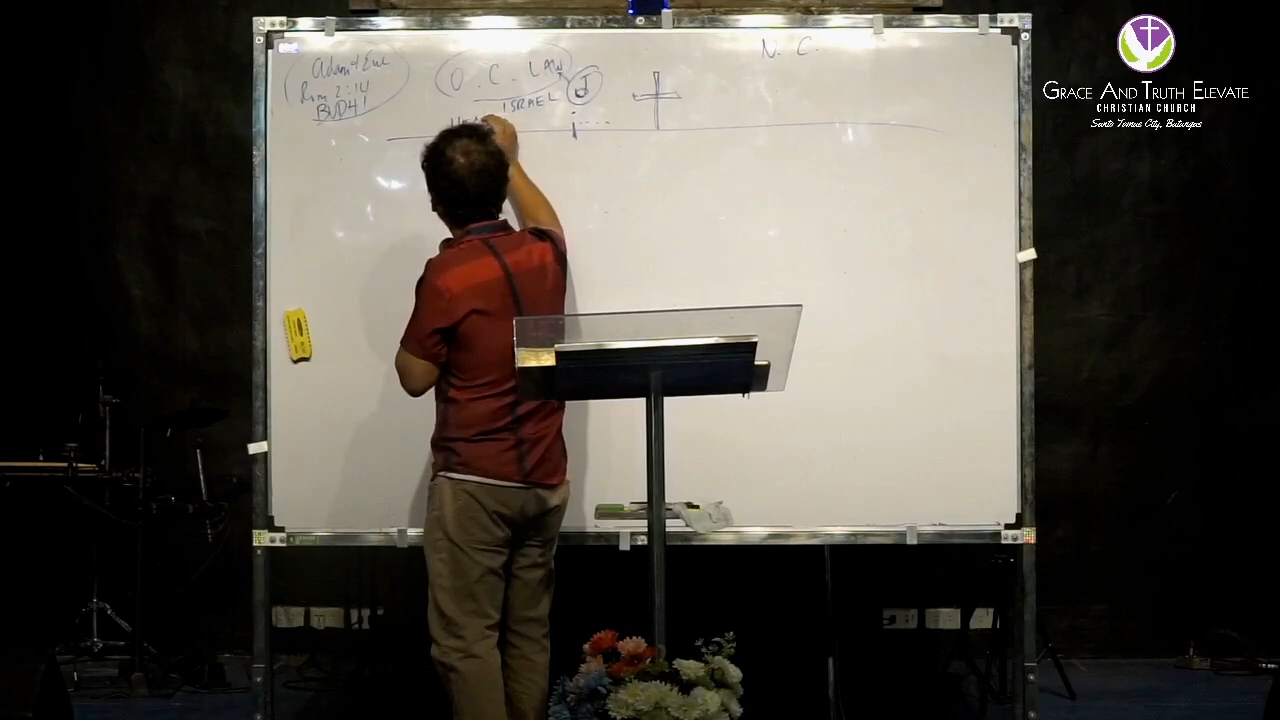 Adam & Eve
Rom 2:14
O. C. LAW
ISRAEL
J
N. C.
GRACE AND TRUTH ELEVATE
CHRISTIAN CHURCH
Santo Tomas City, Batangas